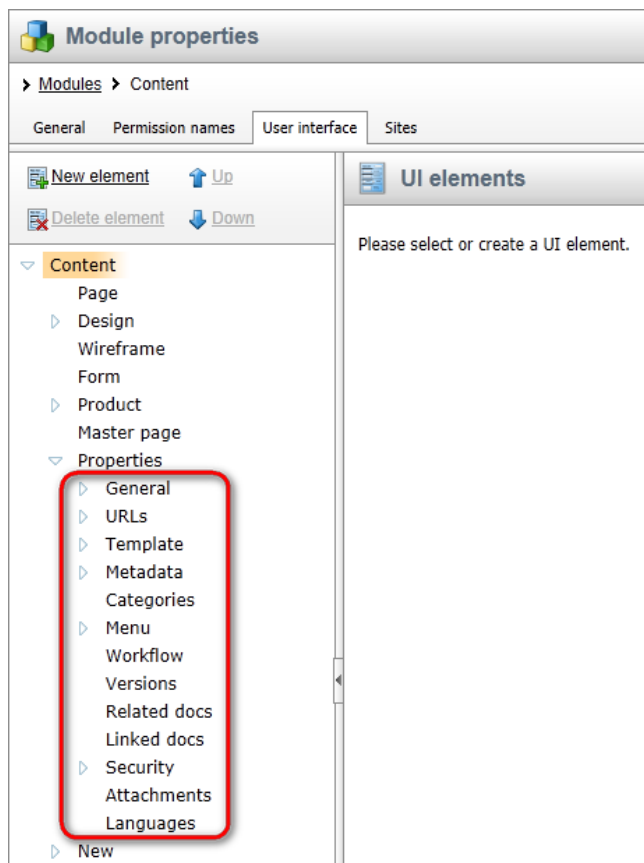 Module properties
Modules Content
General Permission names User interface Sites
New element Up
Delete element Down
Content
Page
Design
Wireframe
Form
Product
Master page
Properties
General
URLs
Template
Metadata
Categories
Menu
Workflow
Versions
Related docs
Linked docs
Security
Attachments
Languages
New
UI elements
Please select or create a UI element.